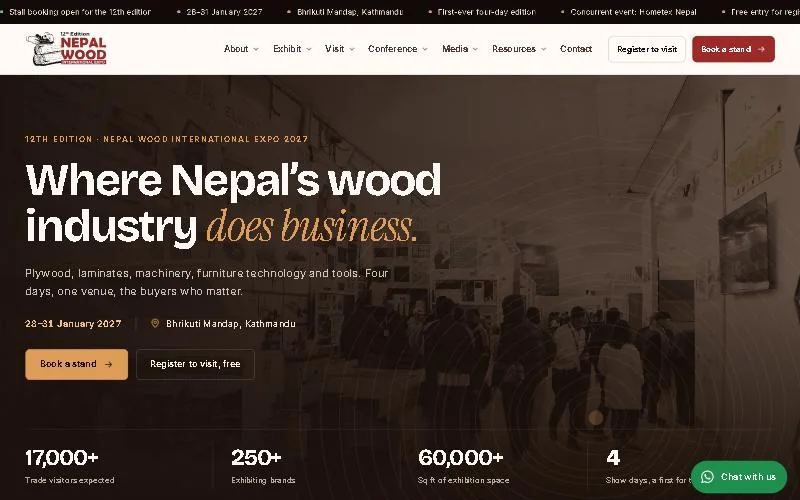 Stall booking open for the 12th edition • 28–31 January 2027 • Bhrikuti Mandap, Kathmandu • First-ever four-day edition • Concurrent event: Hometex Nepal • Free entry for
12th Edition
NEPAL
WOOD
INTERNATIONAL EXPO
About Exhibit Visit Conference Media Resources Contact Register to visit Book a stand →
12TH EDITION · NEPAL WOOD INTERNATIONAL EXPO 2027
Where Nepal's wood
industry does business.
Plywood, laminates, machinery, furniture technology and tools. Four
days, one venue, the buyers who matter.
28–31 January 2027 Bhrikuti Mandap, Kathmandu
Book a stand → Register to visit, free
17,000+ 250+ 60,000+ 4
Trade visitors expected Exhibiting brands Sq ft of exhibition space Show days, a first for
Chat with us